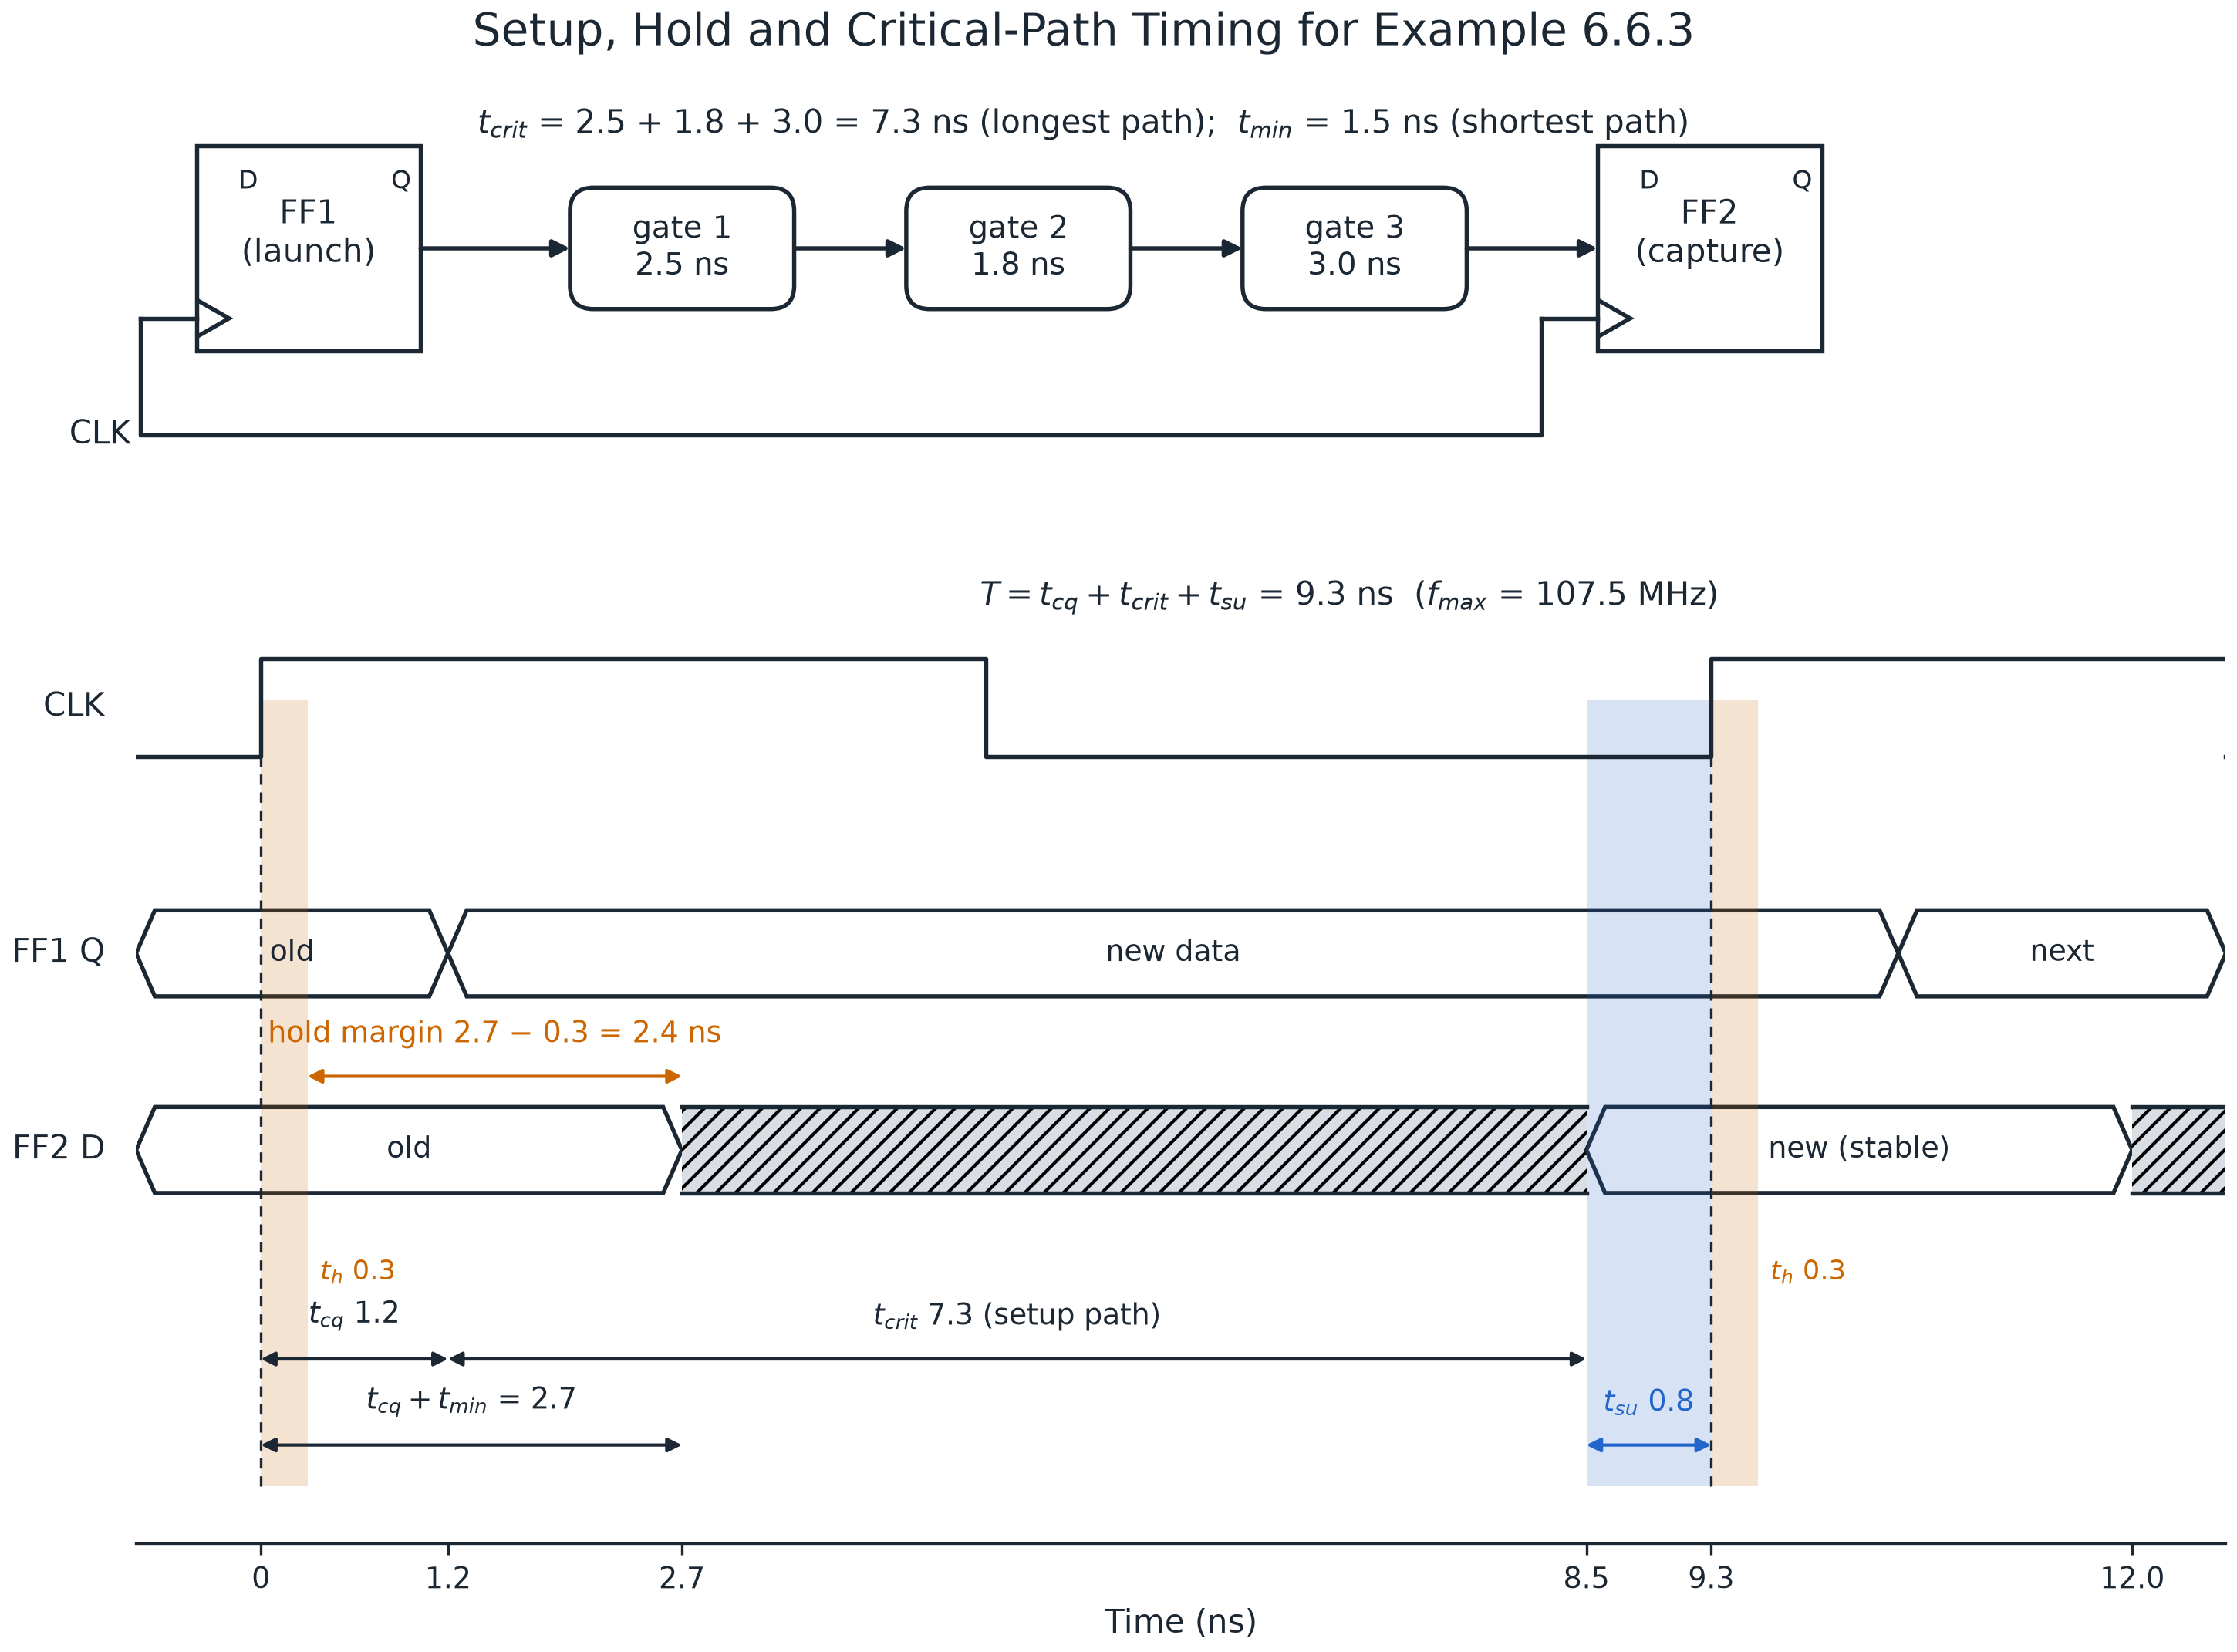 Setup, Hold and Critical-Path Timing for Example 6.6.3
t_crit = 2.5 + 1.8 + 3.0 = 7.3 ns (longest path);  t_min = 1.5 ns (shortest path)
D Q
FF1
(launch)
gate 1
2.5 ns
gate 2
1.8 ns
gate 3
3.0 ns
D Q
FF2
(capture)
CLK
T = t_cq + t_crit + t_su = 9.3 ns  (f_max = 107.5 MHz)
CLK
FF1 Q
old
new data
next
hold margin 2.7 − 0.3 = 2.4 ns
FF2 D
old
new (stable)
t_h 0.3
t_h 0.3
t_cq 1.2
t_crit 7.3 (setup path)
t_cq + t_min = 2.7
t_su 0.8
0 1.2 2.7 8.5 9.3 12.0
Time (ns)